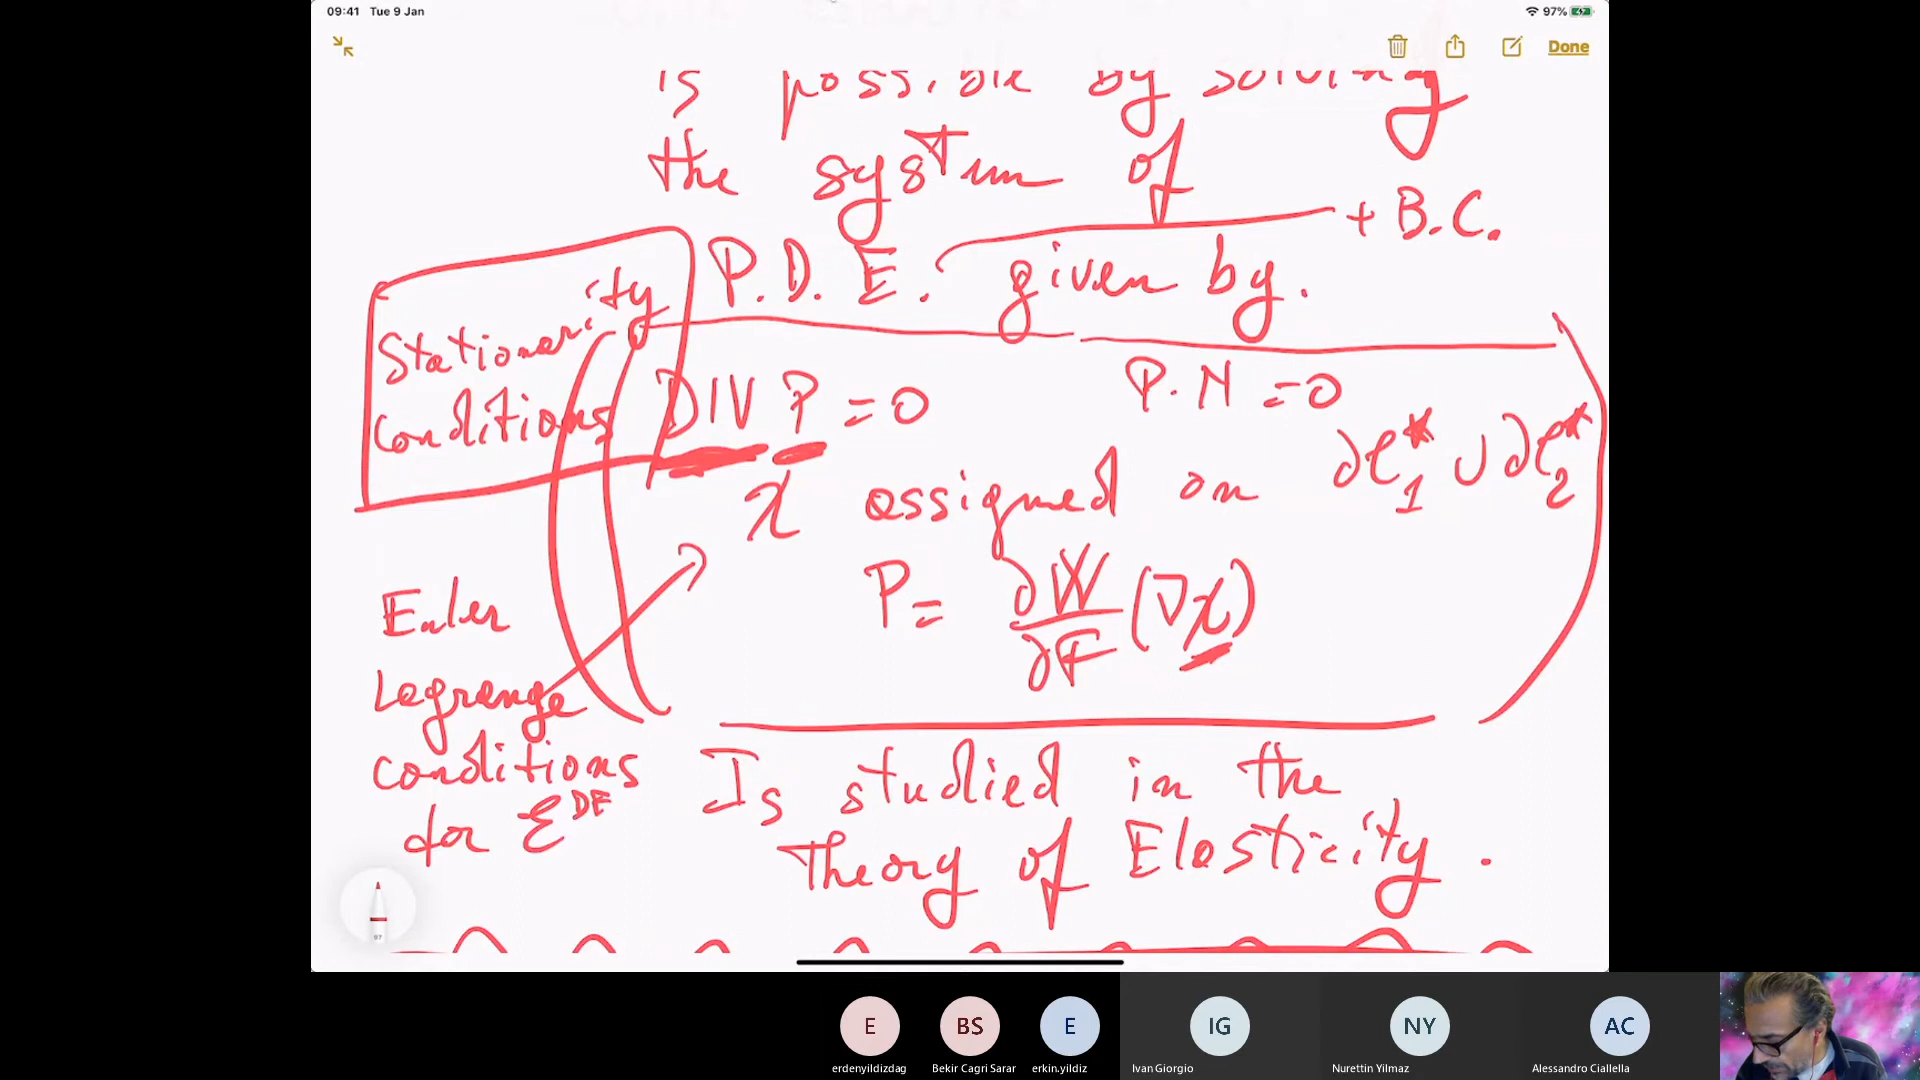 09:41 Tue 9 Jan
97%
Done
is possible by solving
the system of
+ B.C.
P.D.E. given by.
Stationarity
conditions
DIV P = 0
P. N = 0
χ assigned on ∂C₁* ∪ ∂C₂*
P = ∂W/∂F (∇χ)
Euler
Lagrange
conditions
for Ɛ^DEF
Is studied in the
Theory of Elasticity.
97
E
BS
E
IG
NY
AC
erdenyildizdag
Bekir Cagri Sarar
erkin.yildiz
Ivan Giorgio
Nurettin Yilmaz
Alessandro Ciallella